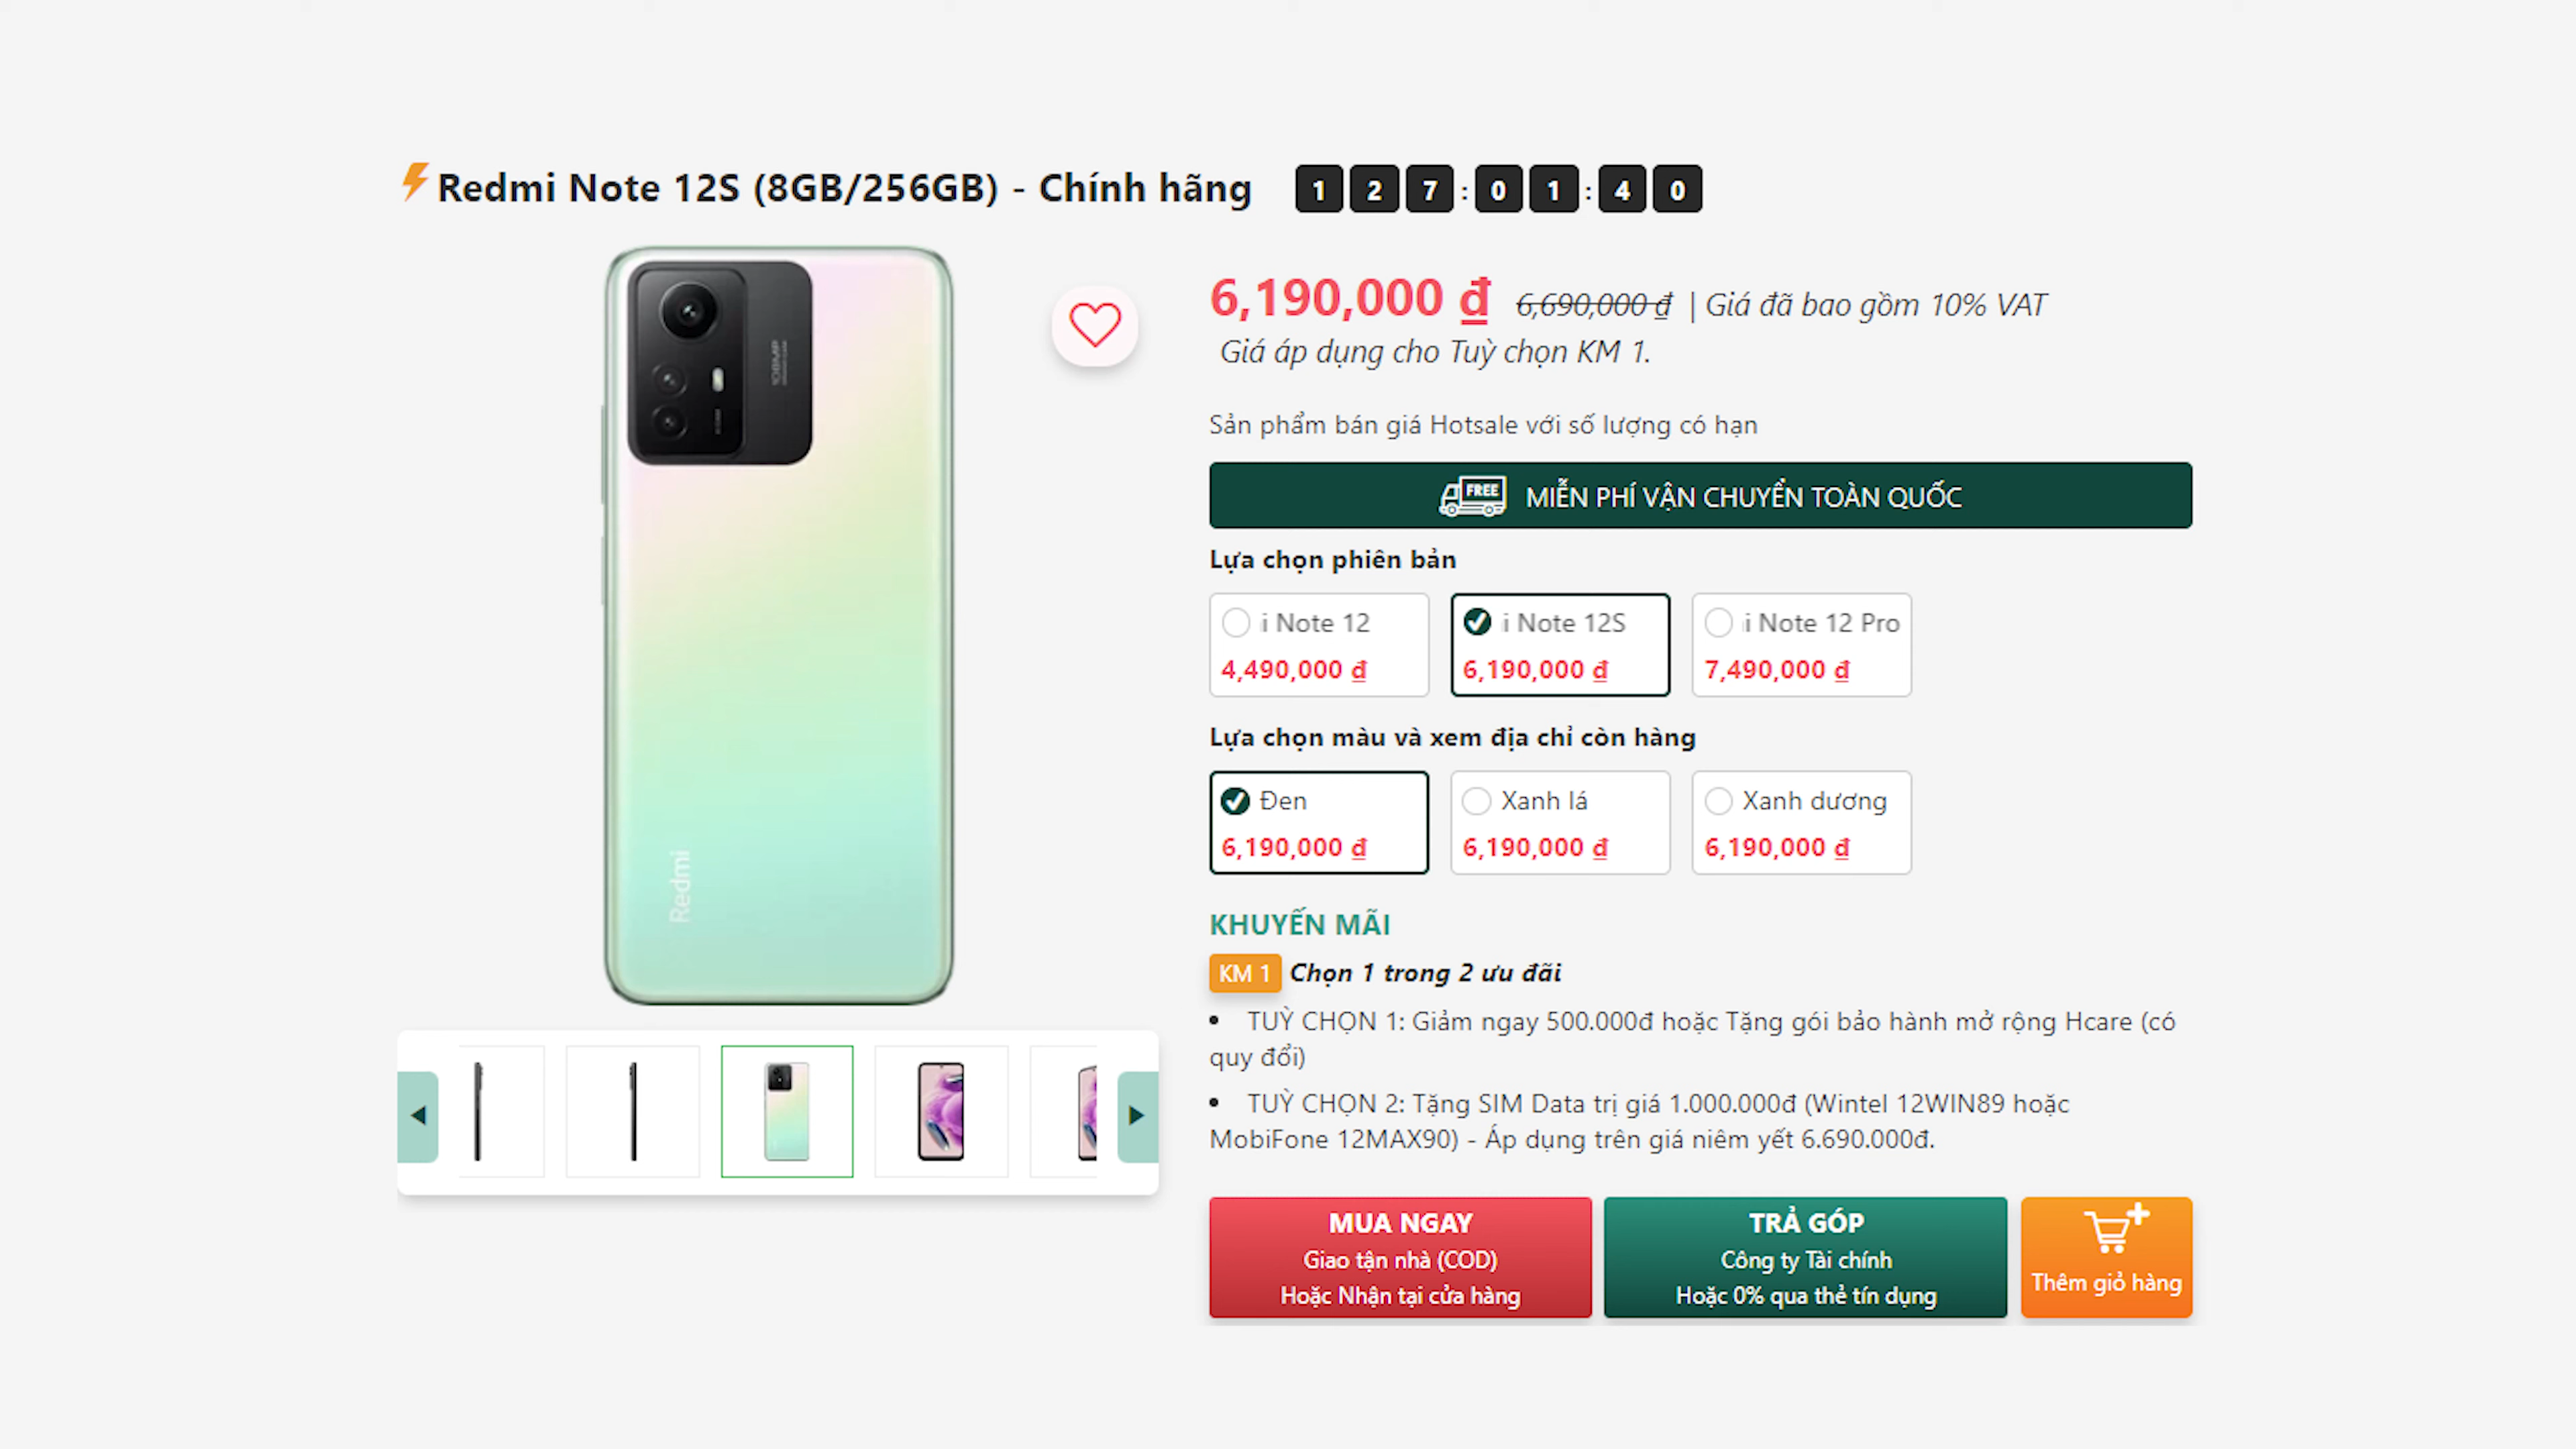 Redmi Note 12S (8GB/256GB) - Chính hãng
1 2 7 : 0 1 : 4 0
108MP
Redmi
6,190,000 ₫ 6,690,000 ₫ | Giá đã bao gồm 10% VAT
Giá áp dụng cho Tuỳ chọn KM 1.
Sản phẩm bán giá Hotsale với số lượng có hạn
FREE MIỄN PHÍ VẬN CHUYỂN TOÀN QUỐC
Lựa chọn phiên bản
i Note 12 i Note 12S i Note 12 Pro
4,490,000 ₫ 6,190,000 ₫ 7,490,000 ₫
Lựa chọn màu và xem địa chỉ còn hàng
Đen Xanh lá Xanh dương
6,190,000 ₫ 6,190,000 ₫ 6,190,000 ₫
KHUYẾN MÃI
KM 1 Chọn 1 trong 2 ưu đãi
• TUỲ CHỌN 1: Giảm ngay 500.000đ hoặc Tặng gói bảo hành mở rộng Hcare (có
quy đổi)
• TUỲ CHỌN 2: Tặng SIM Data trị giá 1.000.000đ (Wintel 12WIN89 hoặc
MobiFone 12MAX90) - Áp dụng trên giá niêm yết 6.690.000đ.
MUA NGAY
Giao tận nhà (COD)
Hoặc Nhận tại cửa hàng
TRẢ GÓP
Công ty Tài chính
Hoặc 0% qua thẻ tín dụng
Thêm giỏ hàng